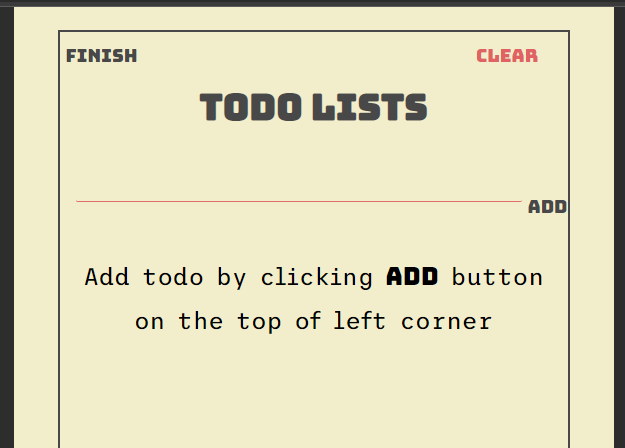 FINISH
CLEAR
TODO LISTS
ADD
Add todo by clicking ADD button
on the top of left corner